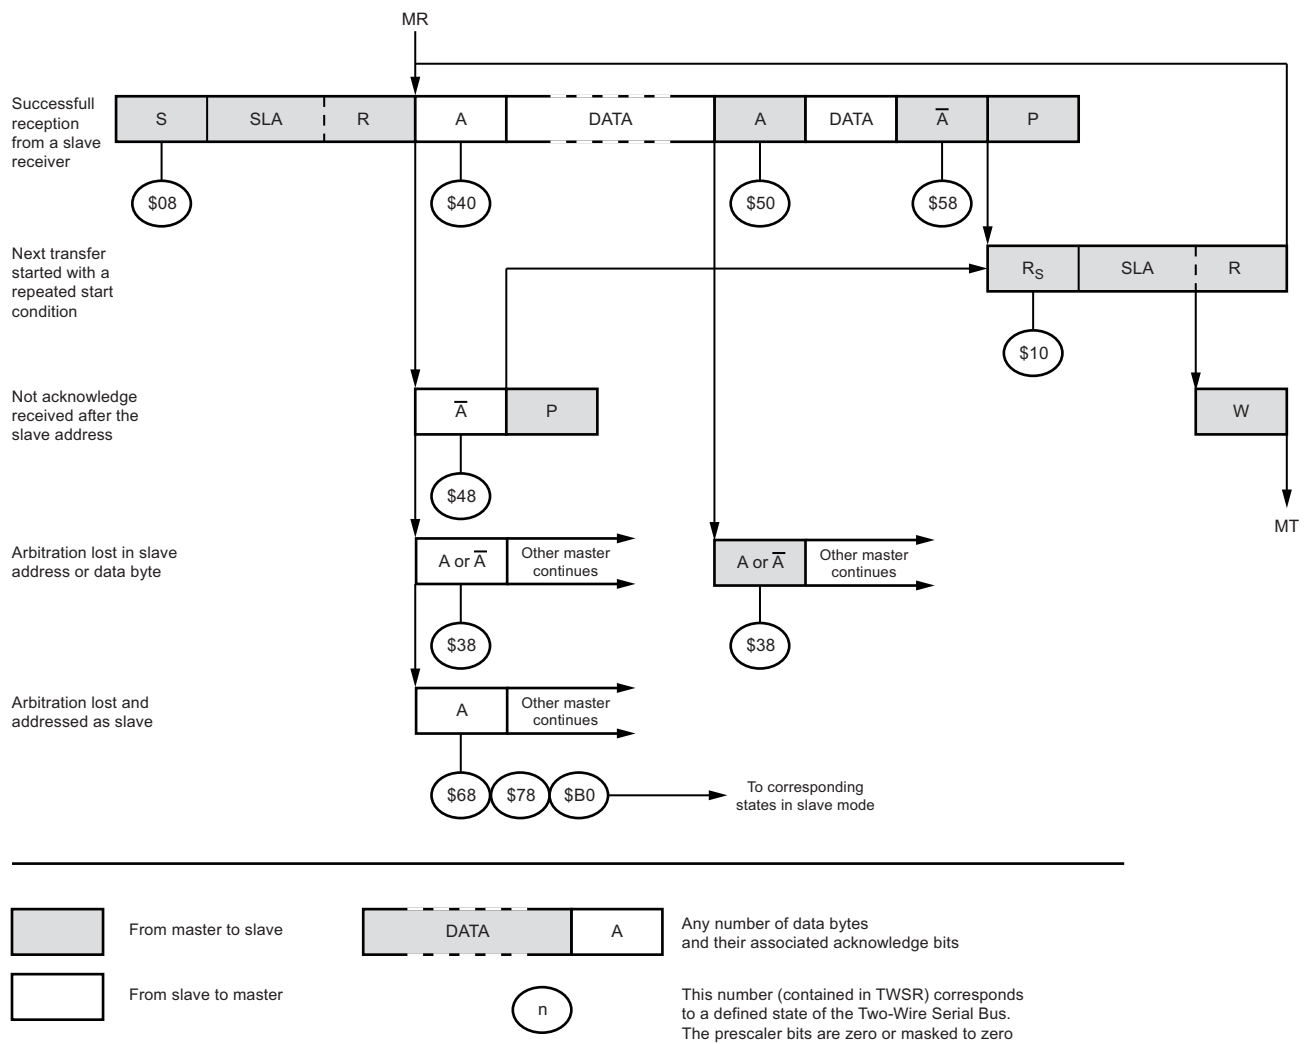 MR
Successfull
reception
from a slave
receiver
S SLA R A DATA A DATA A̅ P
$08 $40 $50 $58
Next transfer
started with a
repeated start
condition
RS SLA R
$10
Not acknowledge
received after the
slave address
A̅ P
W
$48
MT
Arbitration lost in slave
address or data byte
A or A̅ Other master
continues
A or A̅ Other master
continues
$38 $38
Arbitration lost and
addressed as slave
A Other master
continues
$68 $78 $B0
To corresponding
states in slave mode
From master to slave
DATA A
Any number of data bytes
and their associated acknowledge bits
From slave to master
n
This number (contained in TWSR) corresponds
to a defined state of the Two-Wire Serial Bus.
The prescaler bits are zero or masked to zero